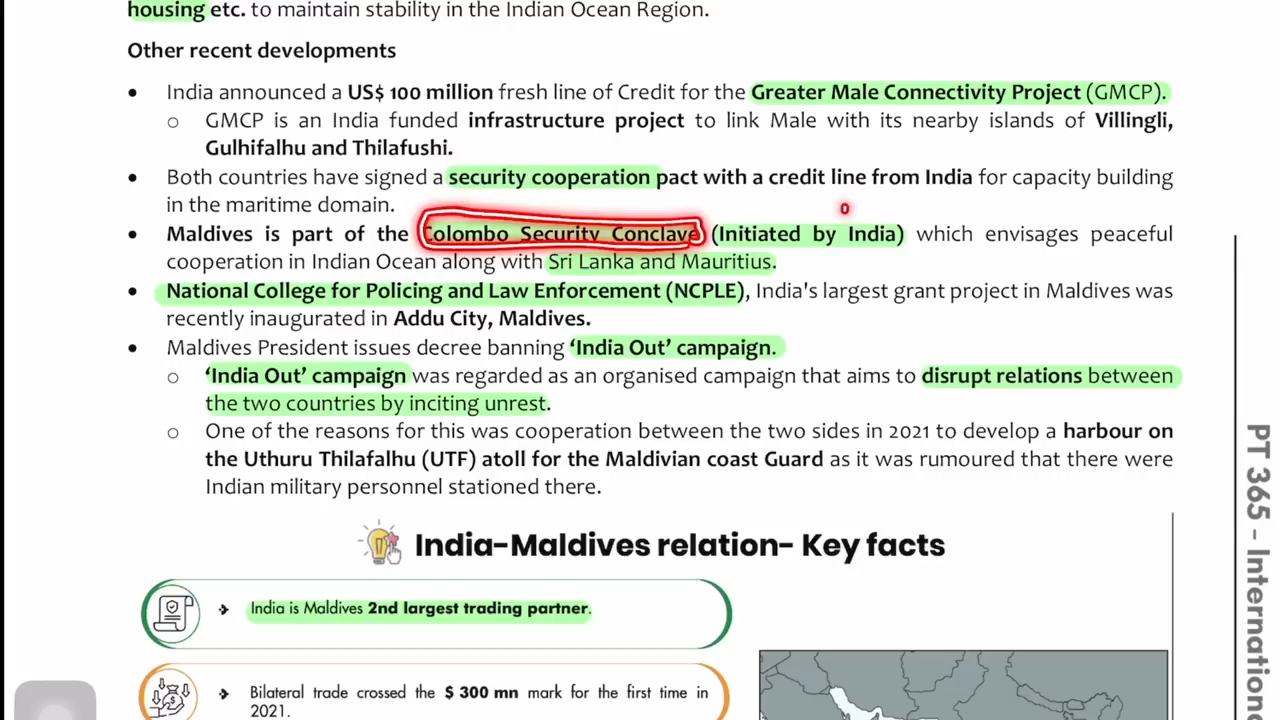 housing etc. to maintain stability in the Indian Ocean Region.
Other recent developments
• India announced a US$ 100 million fresh line of Credit for the Greater Male Connectivity Project (GMCP).
o GMCP is an India funded infrastructure project to link Male with its nearby islands of Villingli,
Gulhifalhu and Thilafushi.
• Both countries have signed a security cooperation pact with a credit line from India for capacity building
in the maritime domain.
• Maldives is part of the Colombo Security Conclave (Initiated by India) which envisages peaceful
cooperation in Indian Ocean along with Sri Lanka and Mauritius.
• National College for Policing and Law Enforcement (NCPLE), India's largest grant project in Maldives was
recently inaugurated in Addu City, Maldives.
• Maldives President issues decree banning ‘India Out’ campaign.
o ‘India Out’ campaign was regarded as an organised campaign that aims to disrupt relations between
the two countries by inciting unrest.
o One of the reasons for this was cooperation between the two sides in 2021 to develop a harbour on
the Uthuru Thilafalhu (UTF) atoll for the Maldivian coast Guard as it was rumoured that there were
Indian military personnel stationed there.
India-Maldives relation- Key facts
India is Maldives 2nd largest trading partner.
Bilateral trade crossed the $ 300 mn mark for the first time in
2021.
PT 365 - International